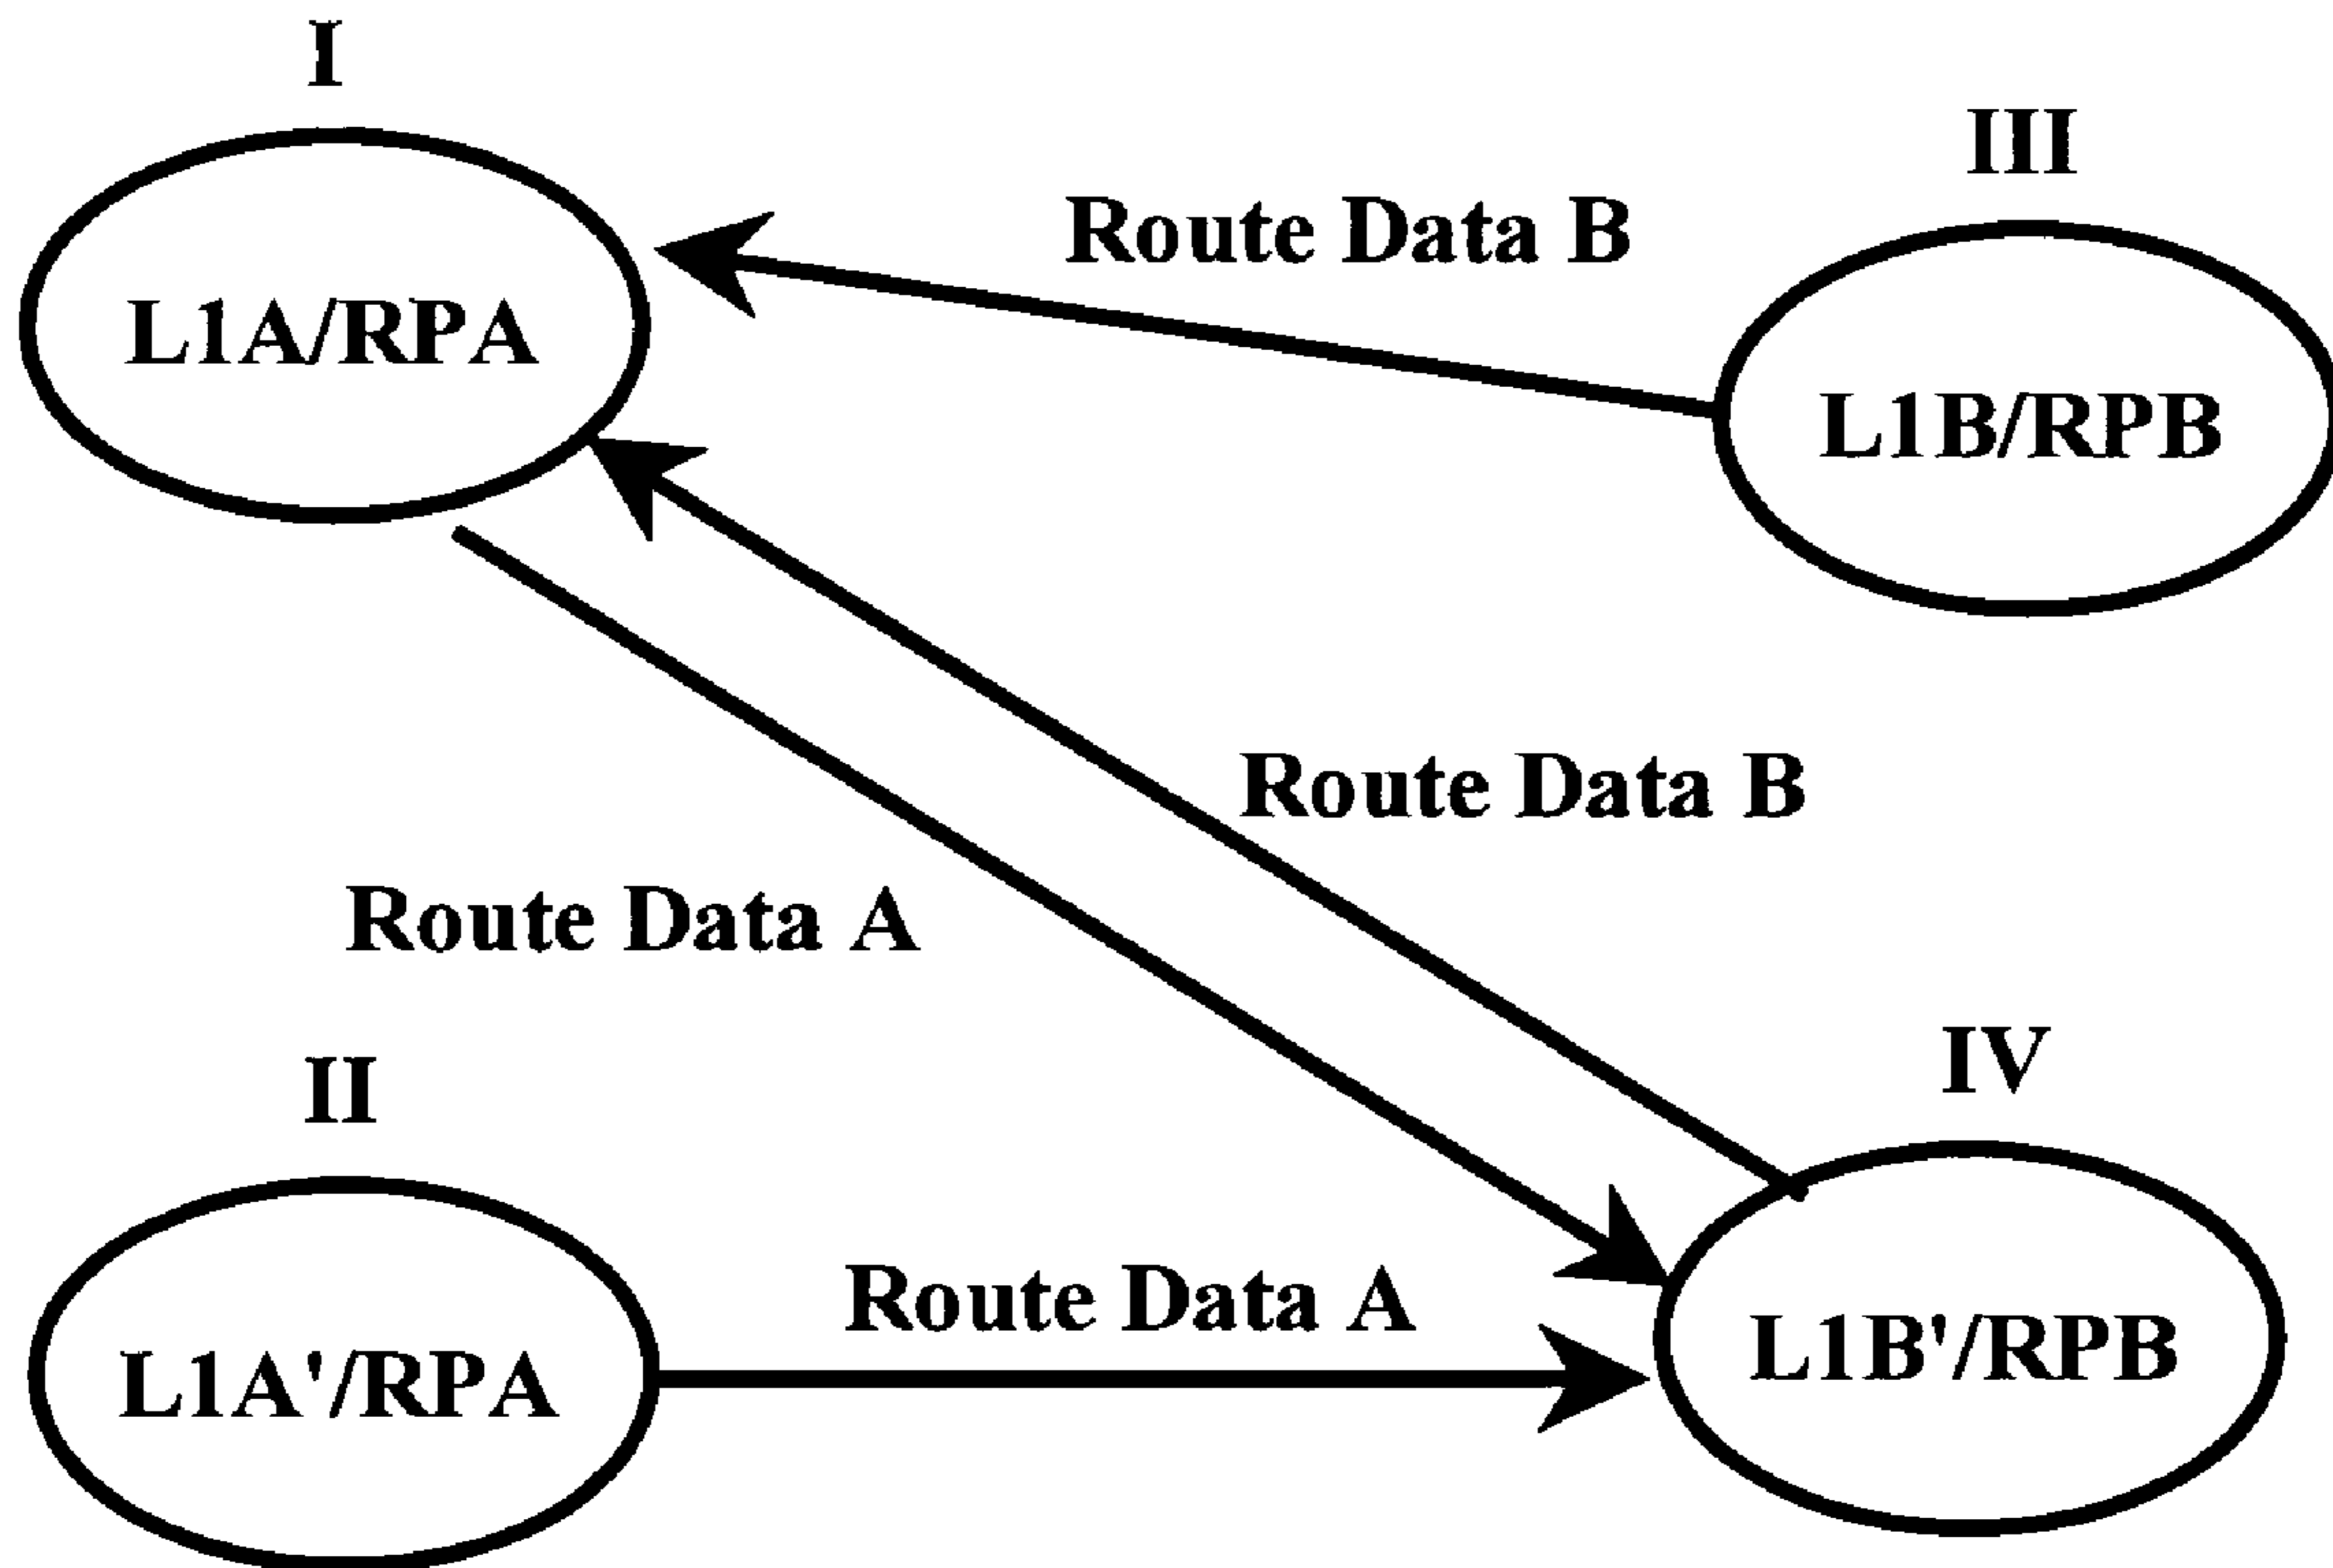 I
III
Route Data B
L1A/RPA
L1B/RPB
Route Data B
Route Data A
II
IV
Route Data A
L1A'/RPA
L1B'/RPB